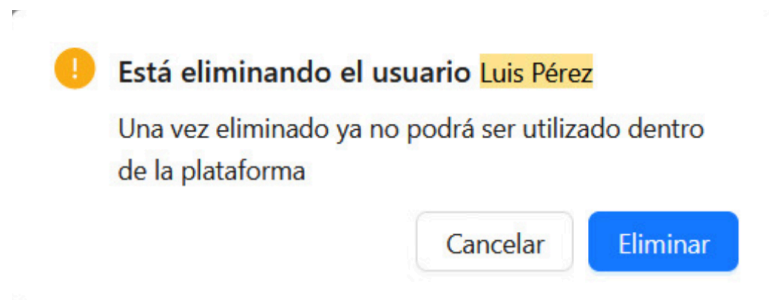 Está eliminando el usuario Luis Pérez
Una vez eliminado ya no podrá ser utilizado dentro
de la plataforma
Cancelar Eliminar